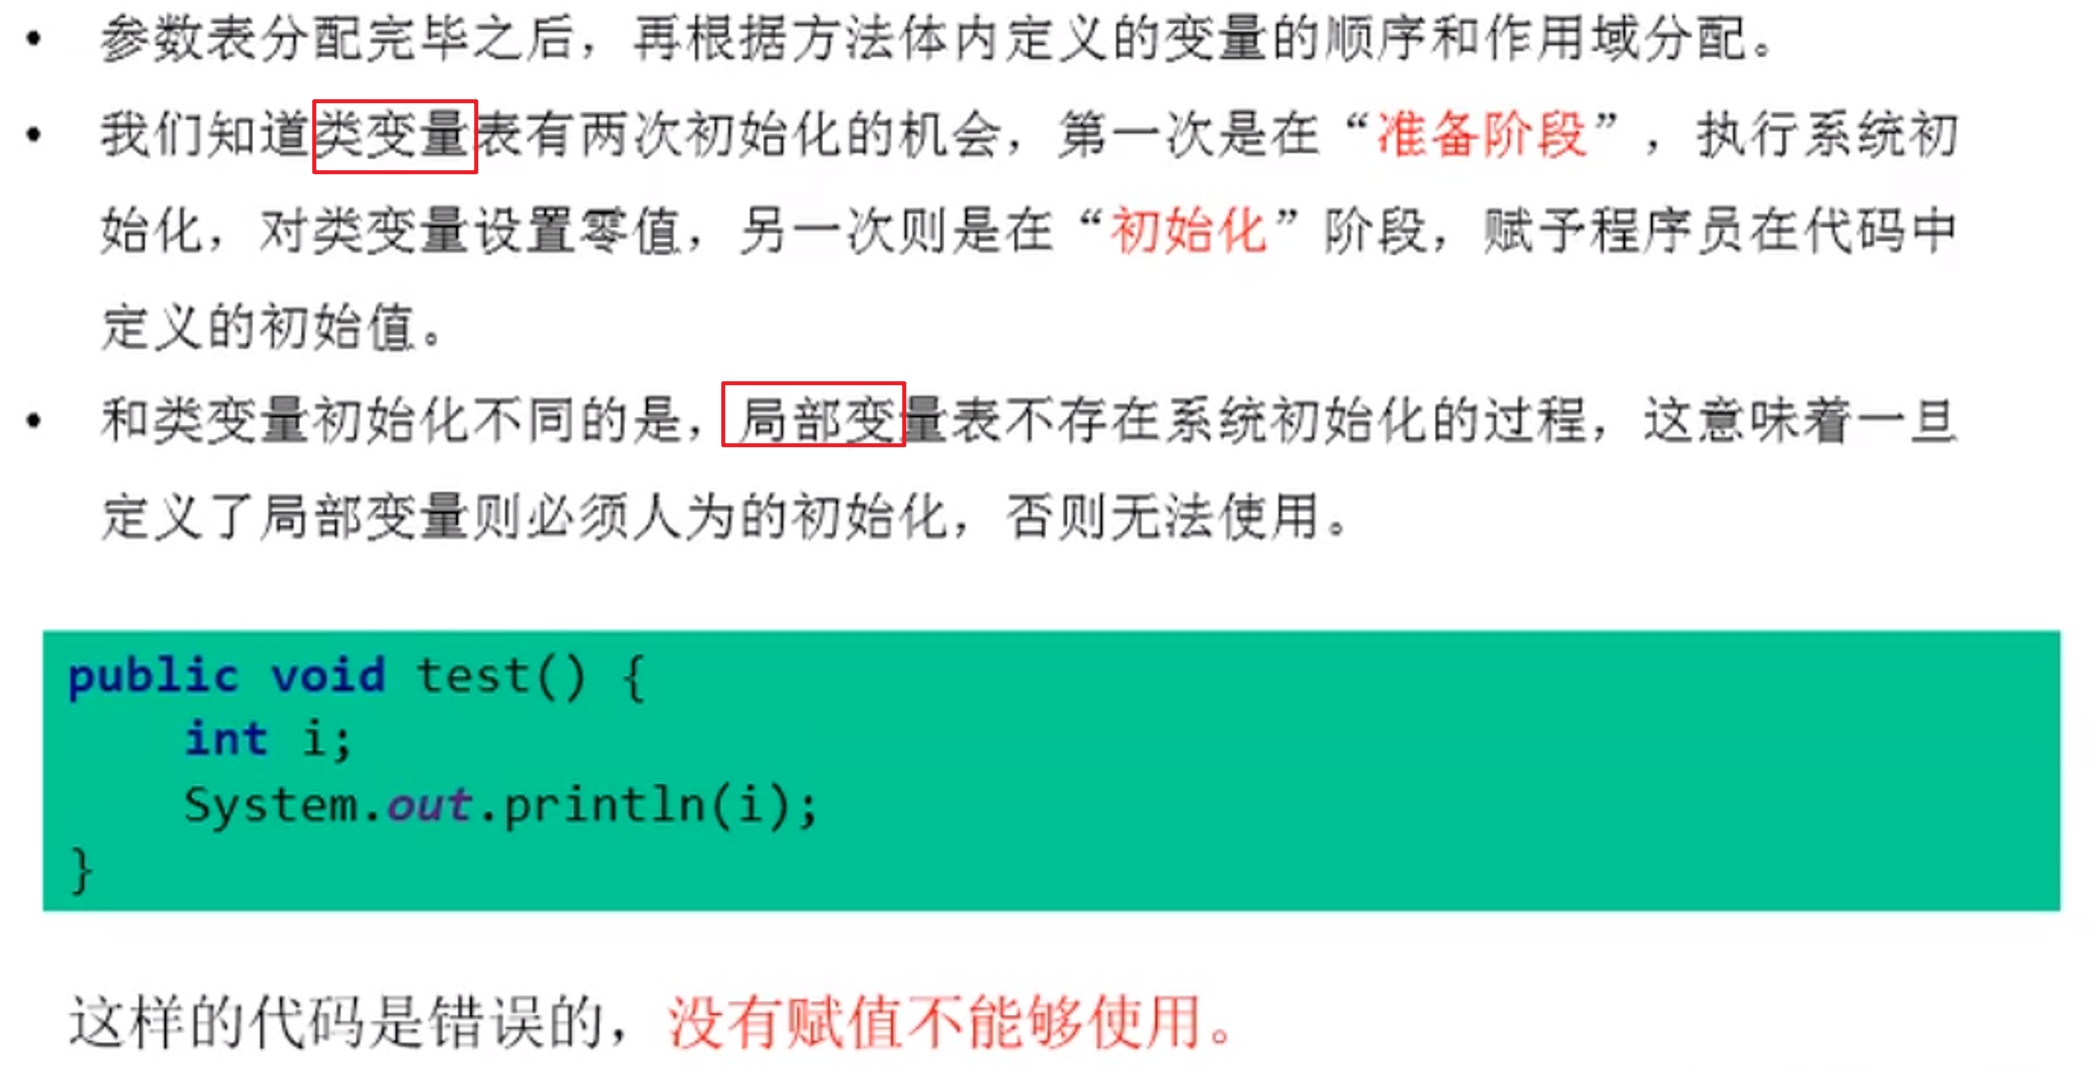 • 参数表分配完毕之后，再根据方法体内定义的变量的顺序和作用域分配。
• 我们知道类变量表有两次初始化的机会，第一次是在“准备阶段”，执行系统初
始化，对类变量设置零值，另一次则是在“初始化”阶段，赋予程序员在代码中
定义的初始值。
• 和类变量初始化不同的是，局部变量表不存在系统初始化的过程，这意味着一旦
定义了局部变量则必须人为的初始化，否则无法使用。
public void test() {
    int i;
    System.out.println(i);
}
这样的代码是错误的，没有赋值不能够使用。